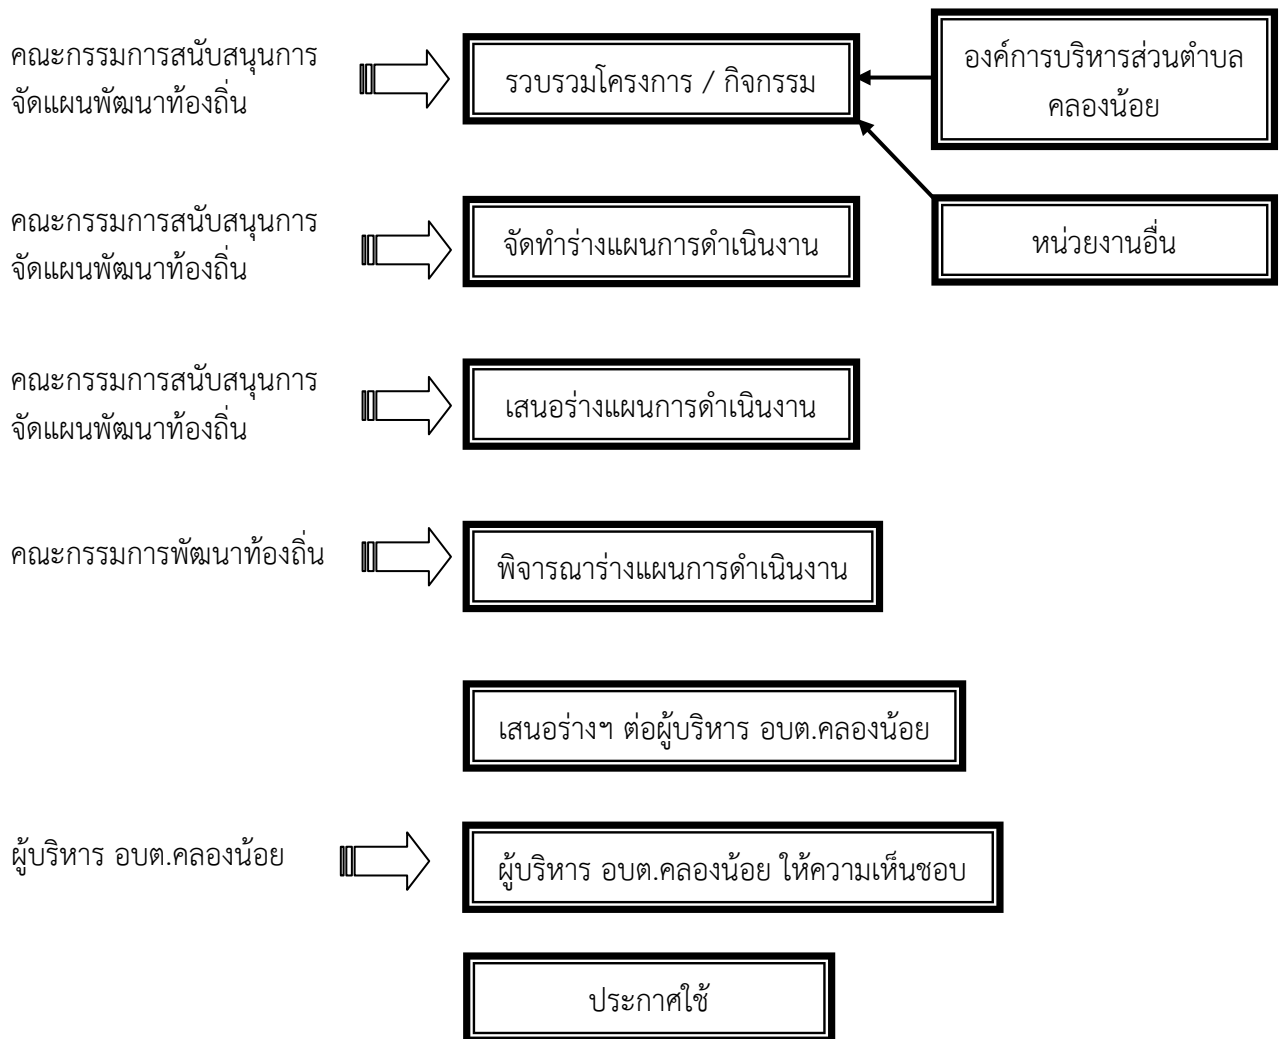 คณะกรรมการสนับสนุนการ
จัดแผนพัฒนาท้องถิ่น
รวบรวมโครงการ / กิจกรรม
องค์การบริหารส่วนตำบล
คลองน้อย
คณะกรรมการสนับสนุนการ
จัดแผนพัฒนาท้องถิ่น
จัดทำร่างแผนการดำเนินงาน
หน่วยงานอื่น
คณะกรรมการสนับสนุนการ
จัดแผนพัฒนาท้องถิ่น
เสนอร่างแผนการดำเนินงาน
คณะกรรมการพัฒนาท้องถิ่น
พิจารณาร่างแผนการดำเนินงาน
เสนอร่างฯ ต่อผู้บริหาร อบต.คลองน้อย
ผู้บริหาร อบต.คลองน้อย
ผู้บริหาร อบต.คลองน้อย ให้ความเห็นชอบ
ประกาศใช้